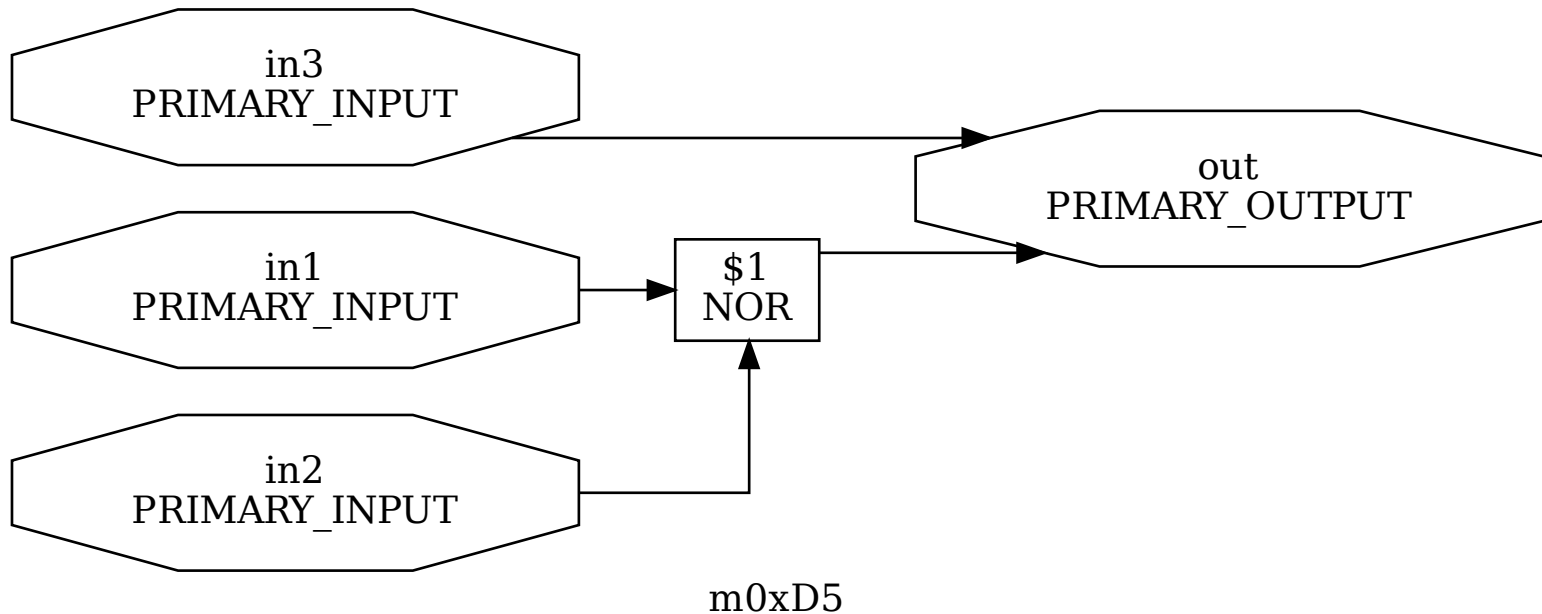 in3
PRIMARY_INPUT
out
PRIMARY_OUTPUT
in1
PRIMARY_INPUT
$1
NOR
in2
PRIMARY_INPUT
m0xD5